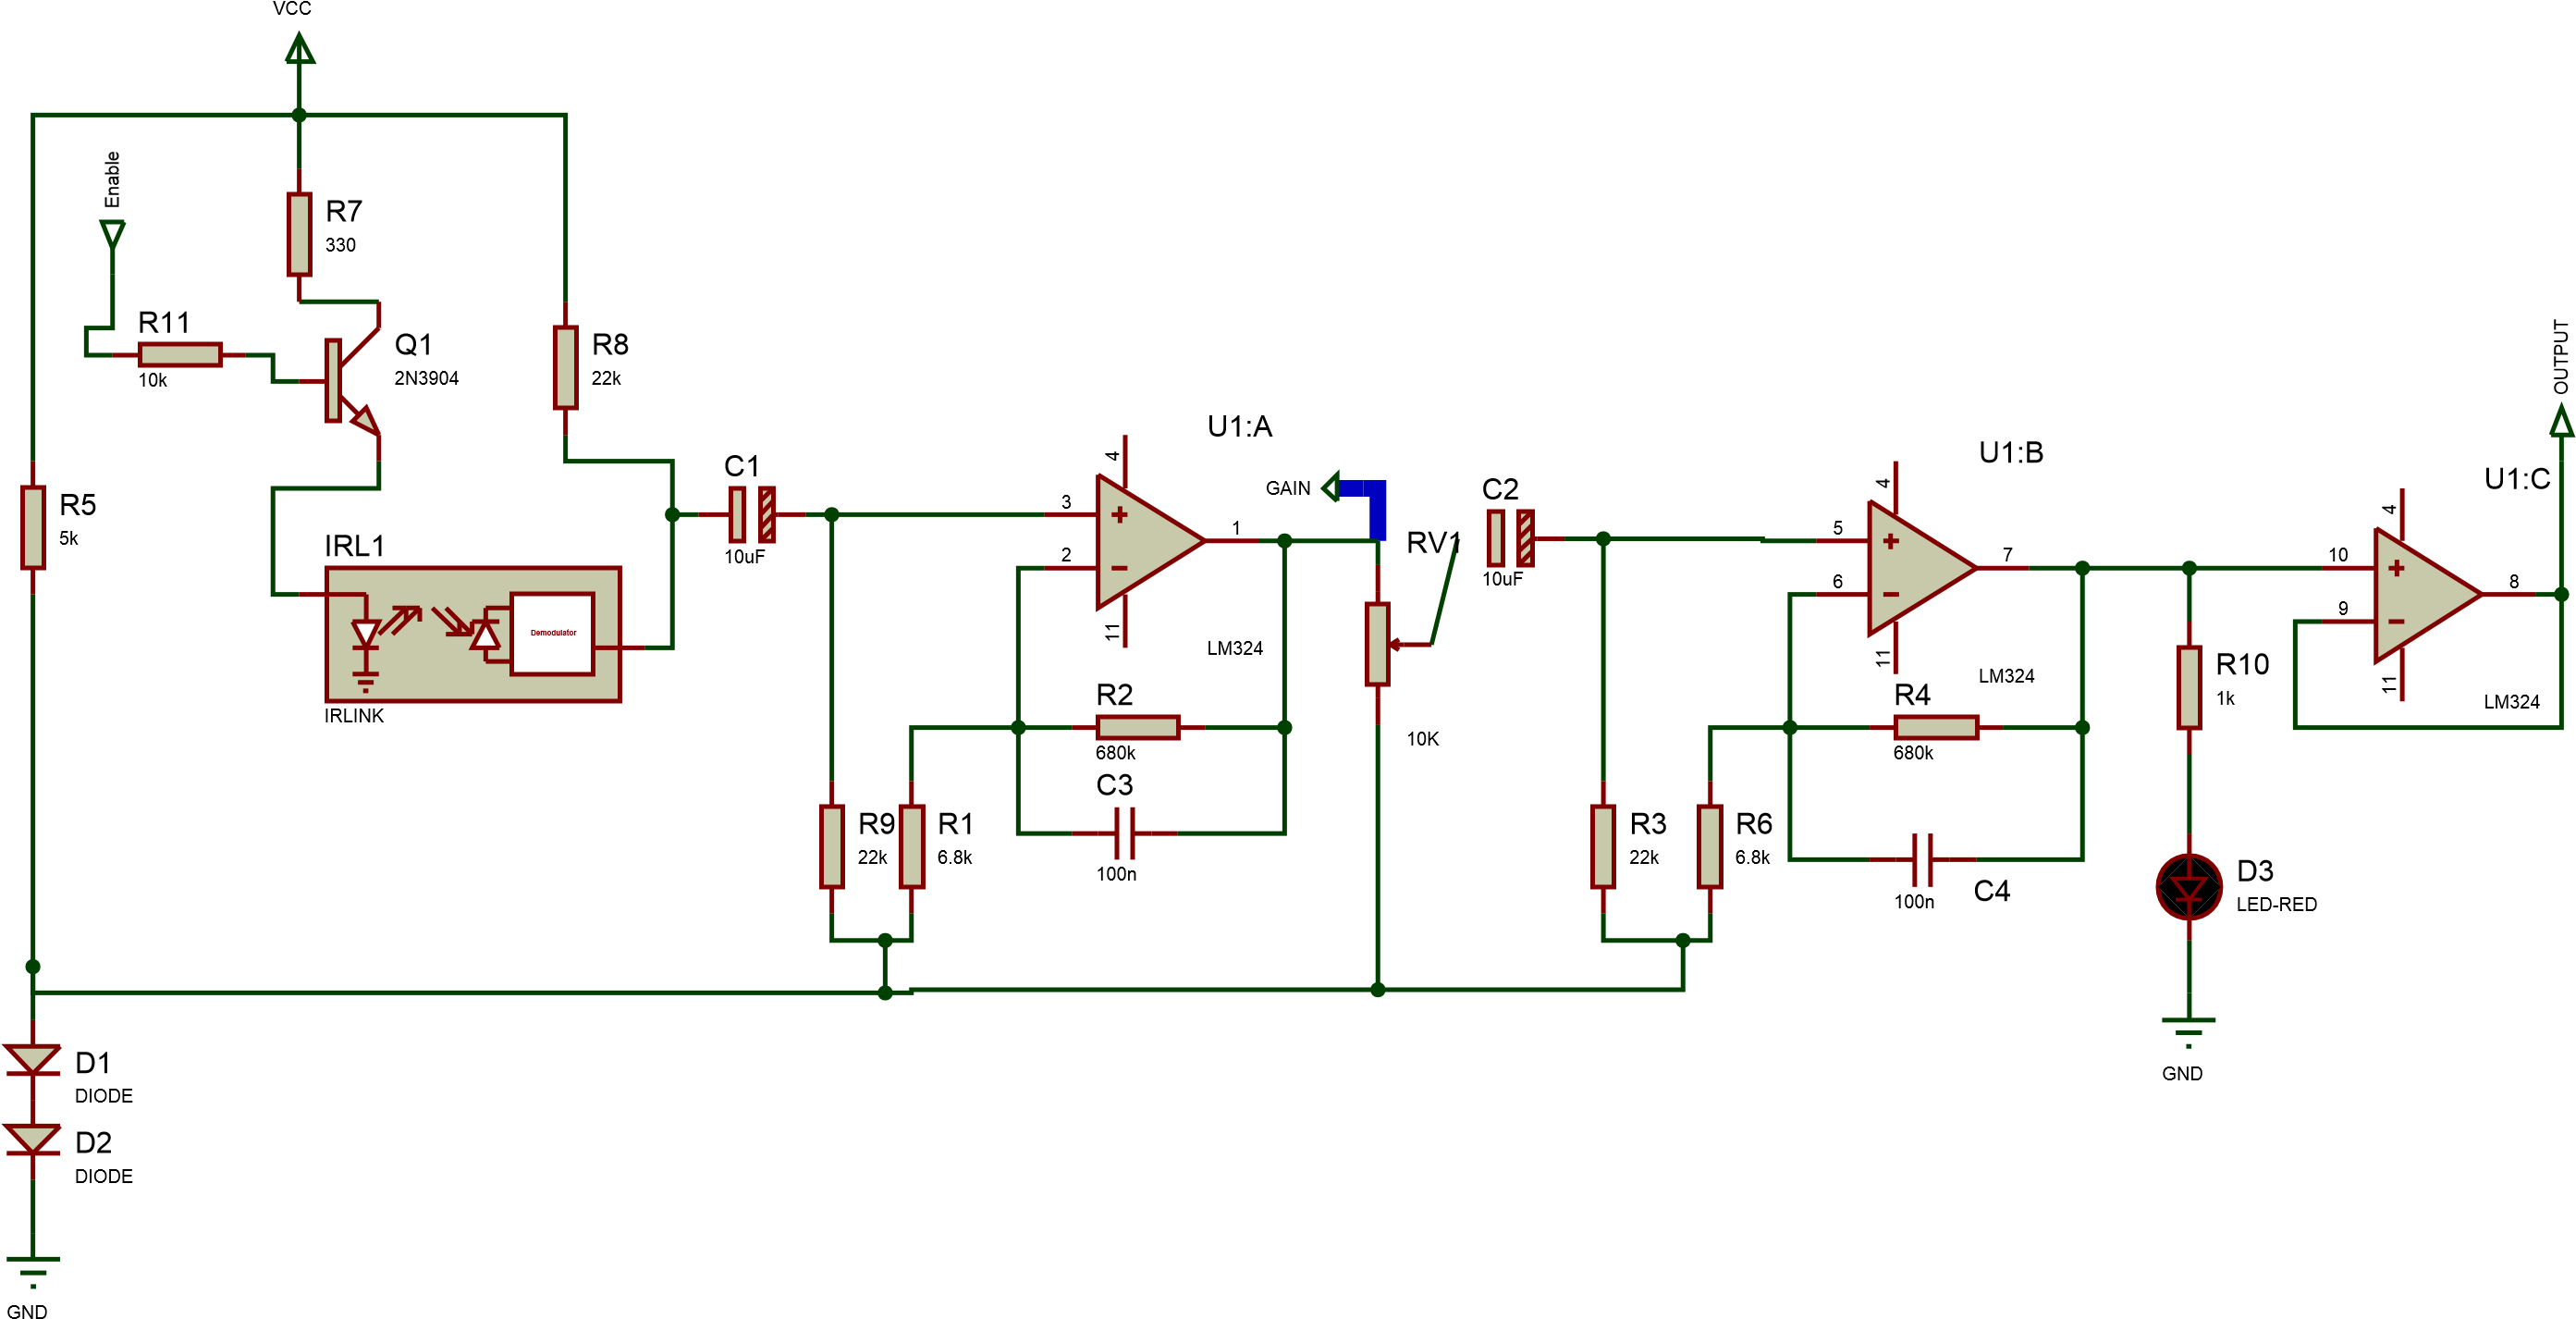 VCC
Enable
R7
330
R11
10k
Q1
2N3904
R8
22k
R5
5k
IRL1
Demodulator
IRLINK
C1
10uF
U1:A
3
2
1
4
11
LM324
GAIN
RV1
10K
R2
680k
C3
100n
R9
22k
R1
6.8k
C2
10uF
U1:B
5
6
7
4
11
LM324
R4
680k
C4
100n
R3
22k
R6
6.8k
R10
1k
D3
LED-RED
GND
U1:C
10
9
8
4
11
LM324
OUTPUT
D1
DIODE
D2
DIODE
GND